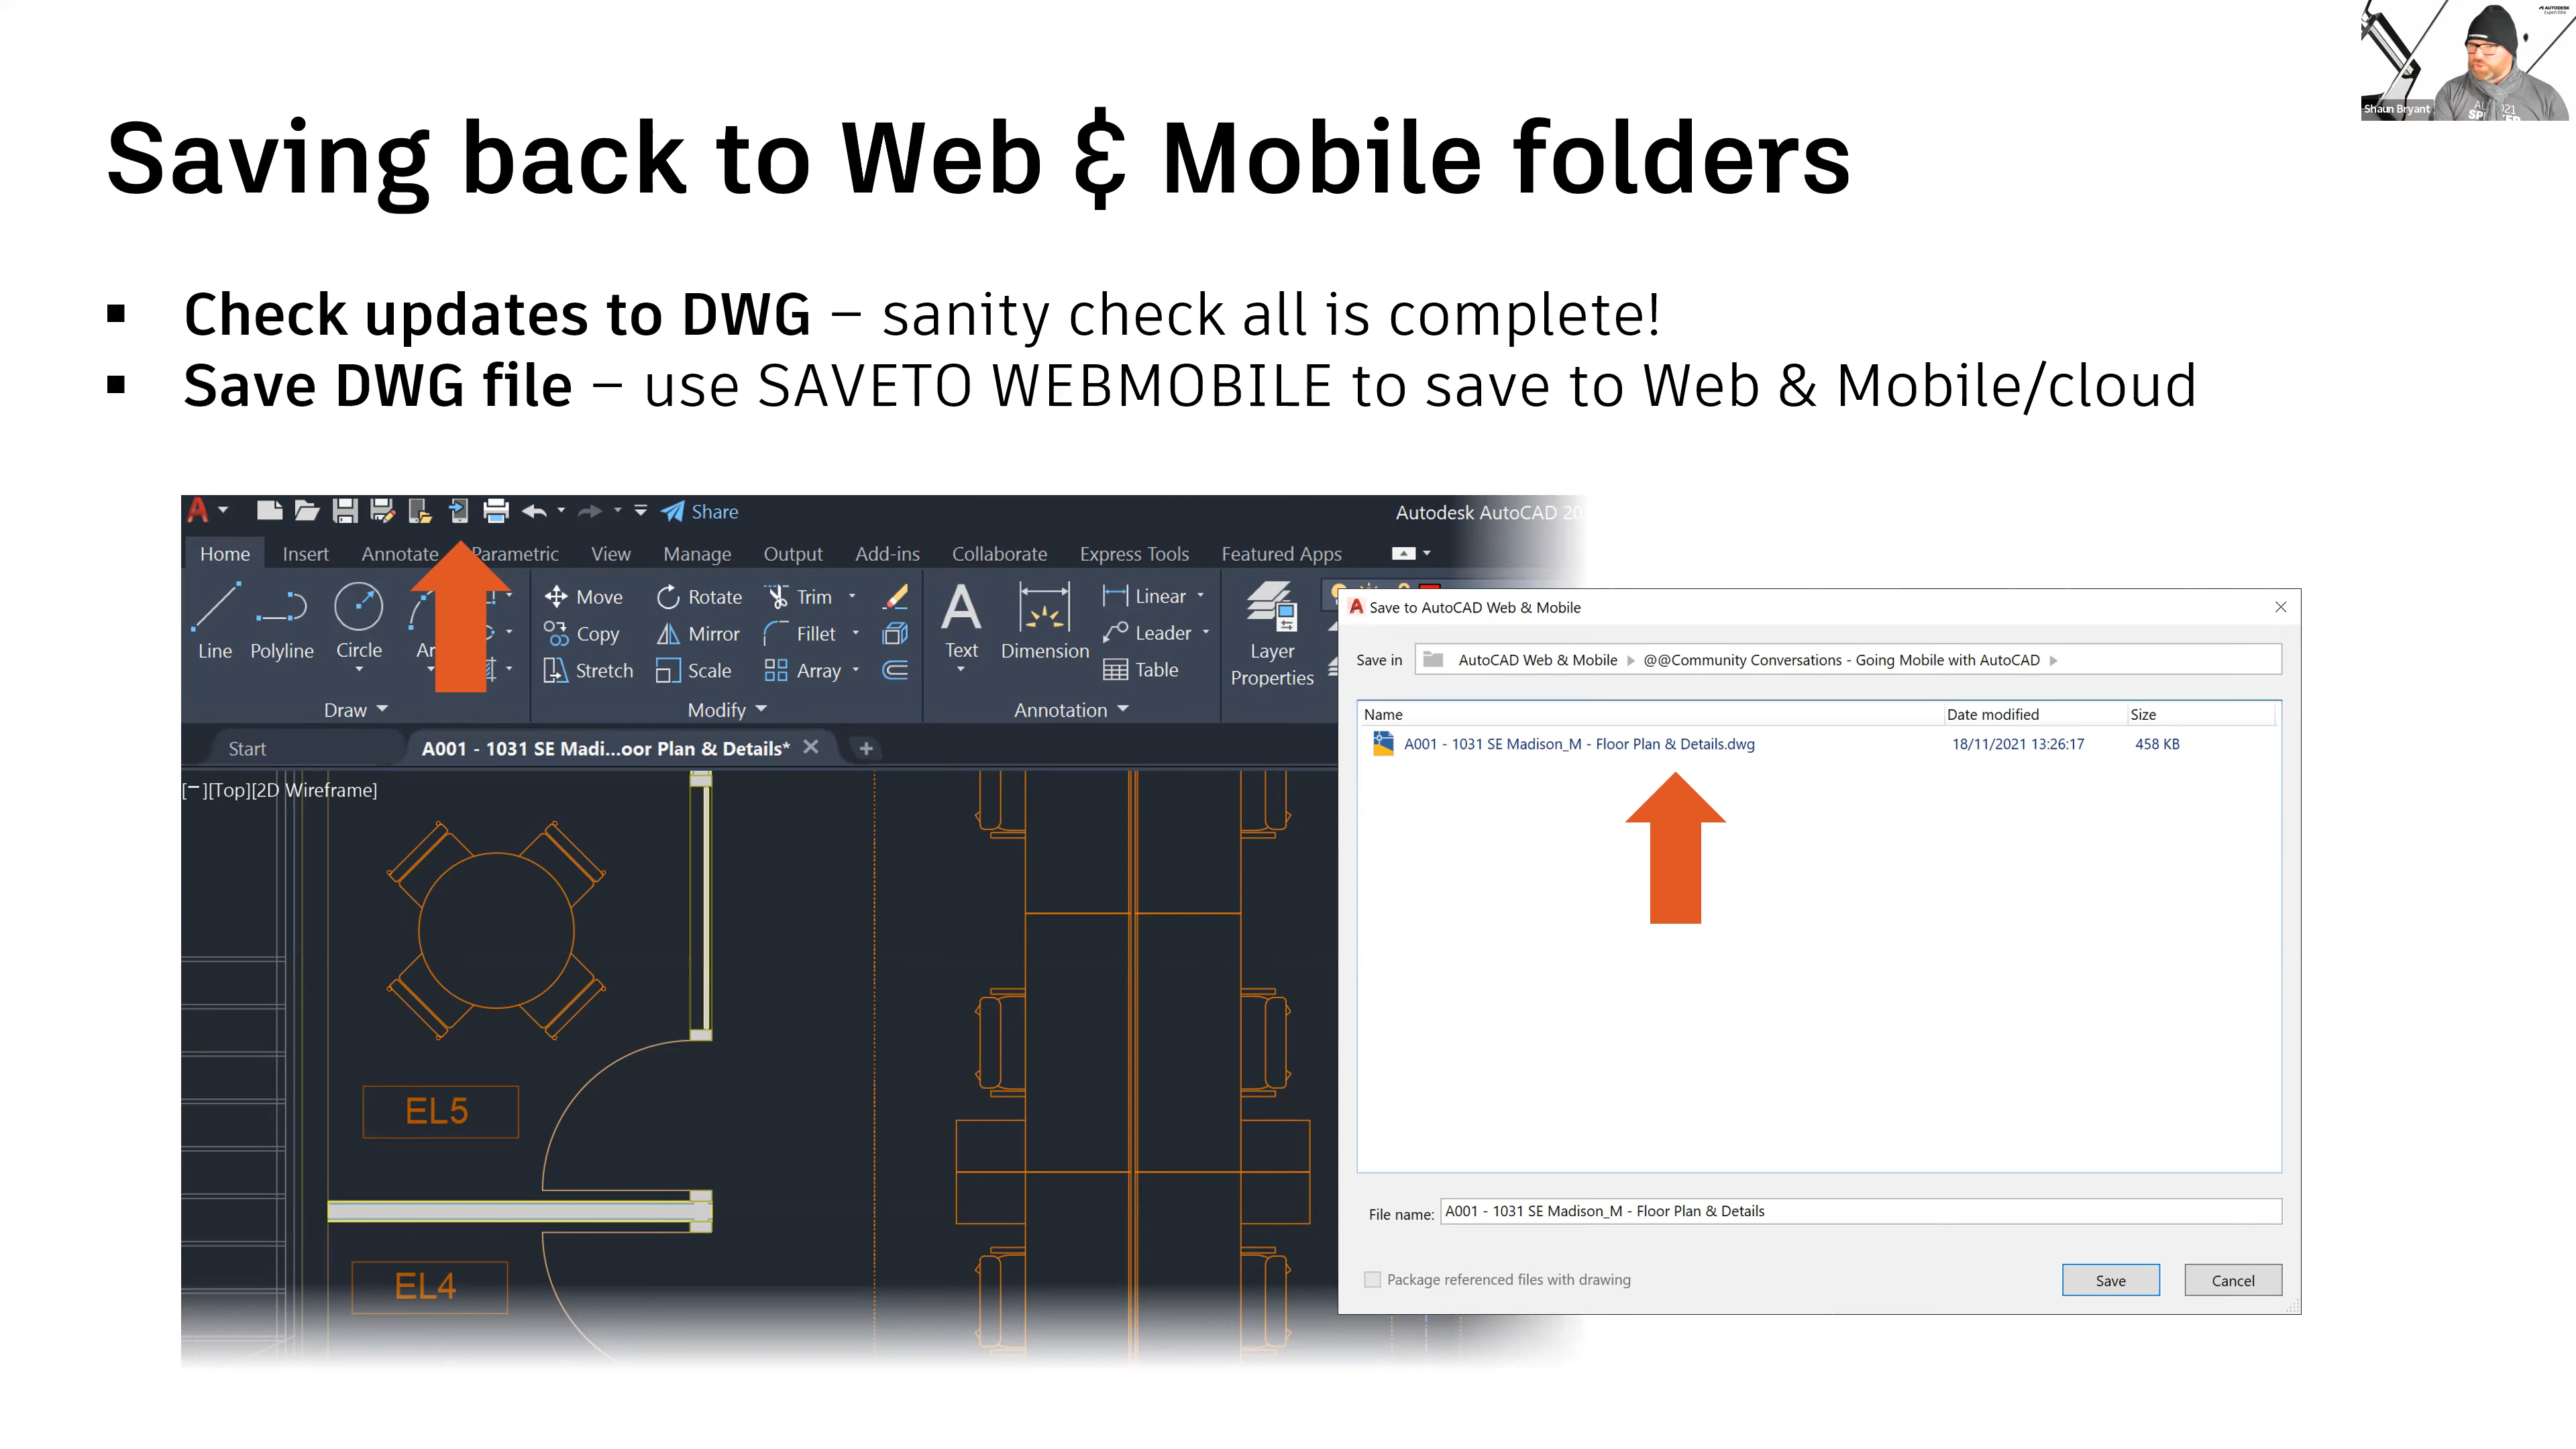 AUTODESK
Expert Elite
Shaun Bryant
Saving back to Web & Mobile folders
▪ Check updates to DWG – sanity check all is complete!
▪ Save DWG file – use SAVETO WEBMOBILE to save to Web & Mobile/cloud
Share
Autodesk AutoCAD 20
Home Insert Annotate Parametric View Manage Output Add-ins Collaborate Express Tools Featured Apps
Move Rotate Trim Linear
Copy Mirror Fillet Leader
Line Polyline Circle Text Dimension Layer
Stretch Scale Array Table Properties
Draw Modify Annotation
Start A001 - 1031 SE Madi...oor Plan & Details*
[−][Top][2D Wireframe]
EL5
EL4
Save to AutoCAD Web & Mobile
Save in AutoCAD Web & Mobile @@Community Conversations - Going Mobile with AutoCAD
Name Date modified Size
A001 - 1031 SE Madison_M - Floor Plan & Details.dwg 18/11/2021 13:26:17 458 KB
File name: A001 - 1031 SE Madison_M - Floor Plan & Details
Package referenced files with drawing
Save Cancel